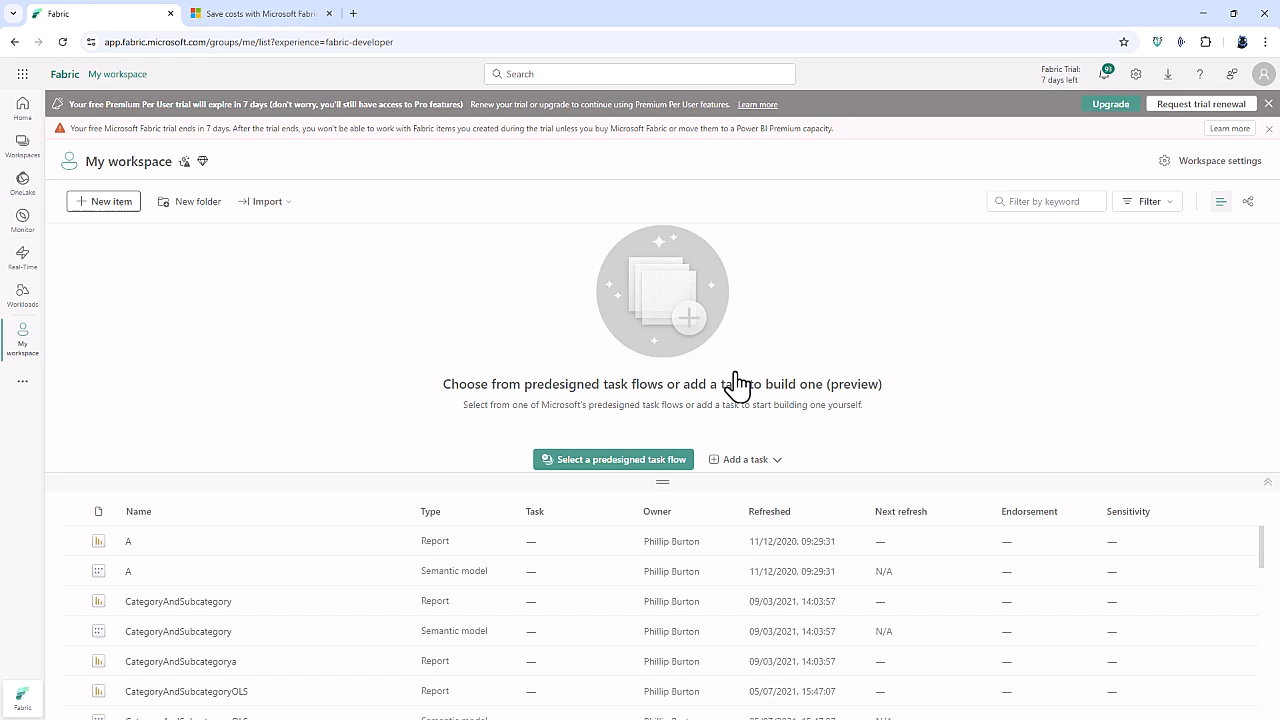 Fabric
Save costs with Microsoft Fabric
app.fabric.microsoft.com/groups/me/list?experience=fabric-developer
Fabric My workspace
Search
Fabric Trial:
7 days left
93
Home
Workspaces
OneLake
Monitor
Real-Time
Workloads
My
workspace
Fabric
Your free Premium Per User trial will expire in 7 days (don't worry, you'll still have access to Pro features) Renew your trial or upgrade to continue using Premium Per User features. Learn more
Upgrade
Request trial renewal
Your free Microsoft Fabric trial ends in 7 days. After the trial ends, you won't be able to work with Fabric items you created during the trial unless you buy Microsoft Fabric or move them to a Power BI Premium capacity.
Learn more
My workspace
Workspace settings
New item
New folder
Import
Filter by keyword
Filter
Choose from predesigned task flows or add a task to build one (preview)
Select from one of Microsoft's predesigned task flows or add a task to start building one yourself.
Select a predesigned task flow
Add a task
Name Type Task Owner Refreshed Next refresh Endorsement Sensitivity
A Report — Phillip Burton 11/12/2020, 09:29:31 — — —
A Semantic model — Phillip Burton 11/12/2020, 09:29:31 N/A — —
CategoryAndSubcategory Report — Phillip Burton 09/03/2021, 14:03:57 — — —
CategoryAndSubcategory Semantic model — Phillip Burton 09/03/2021, 14:03:57 N/A — —
CategoryAndSubcategorya Report — Phillip Burton 09/03/2021, 14:03:57 — — —
CategoryAndSubcategoryOLS Report — Phillip Burton 05/07/2021, 15:47:07 — — —